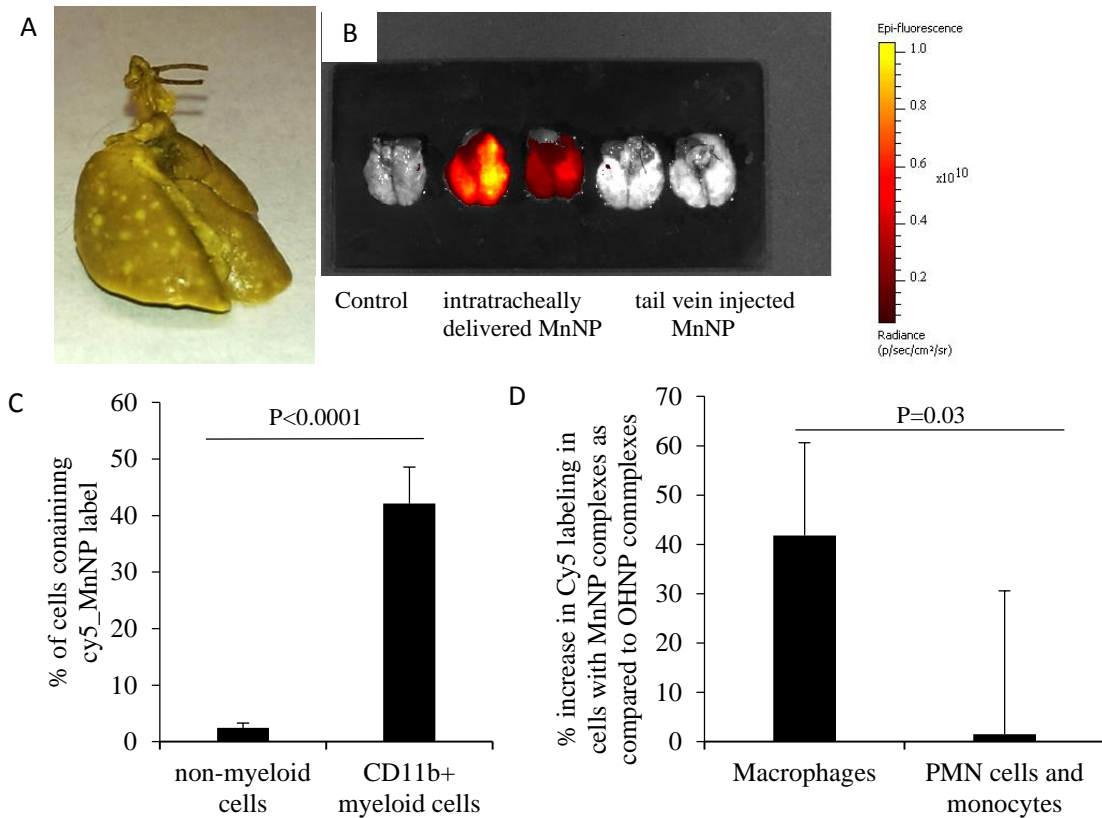 A
B
Epi-fluorescence
1.0
0.8
0.6
x10¹⁰
0.4
0.2
Radiance
(p/sec/cm²/sr)
Control
intratracheally
delivered MnNP
tail vein injected
MnNP
C
% of cells conaininng
cy5_MnNP label
60
50
40
30
20
10
0
P<0.0001
non-myeloid
cells
CD11b+
myeloid cells
D
% increase in Cy5 labeling in
cells with MnNP complexes as
compared to OHNP commplexes
70
60
50
40
30
20
10
0
P=0.03
Macrophages
PMN cells and
monocytes